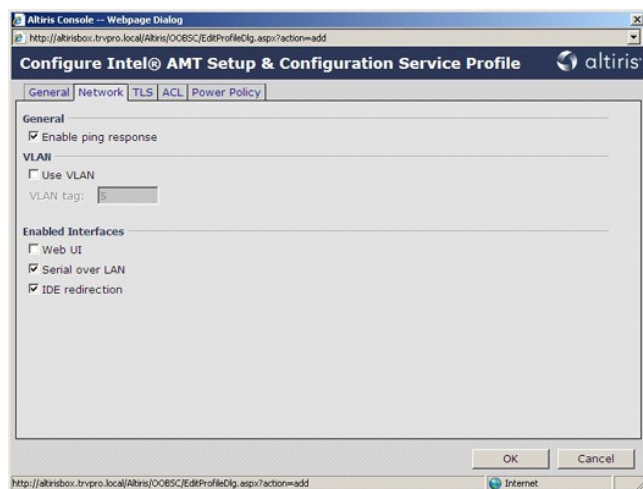 Altiris Console -- Webpage Dialog
http://altirisbox.trvpro.local/Altiris/OOBSC/EditProfileDlg.aspx?action=add
Configure Intel® AMT Setup & Configuration Service Profile
altiris
General Network TLS ACL Power Policy
General
Enable ping response
VLAN
Use VLAN
VLAN tag: 5
Enabled Interfaces
Web UI
Serial over LAN
IDE redirection
OK Cancel
http://altirisbox.trvpro.local/Altiris/OOBSC/EditProfileDlg.aspx?action=add Internet